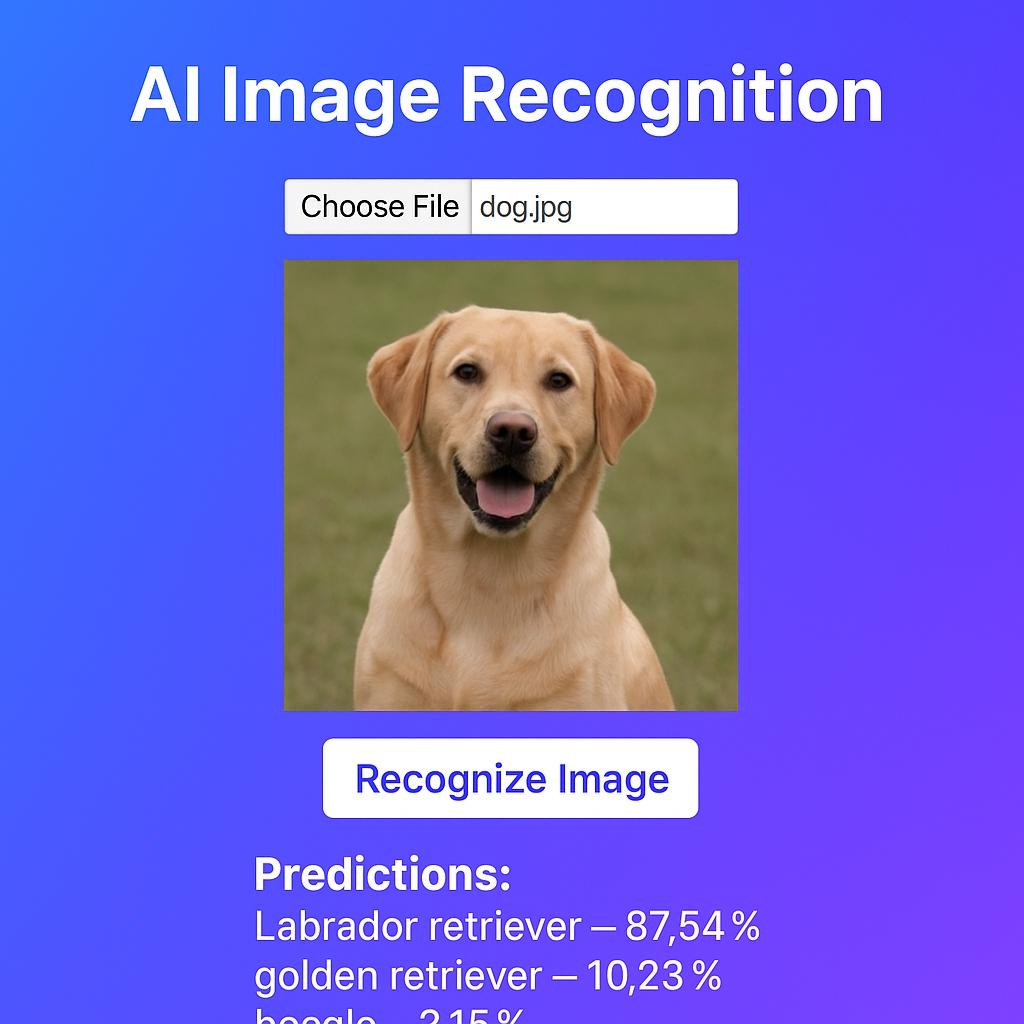 AI Image Recognition
Choose File dog.jpg
Recognize Image
Predictions:
Labrador retriever – 87,54 %
golden retriever – 10,23 %